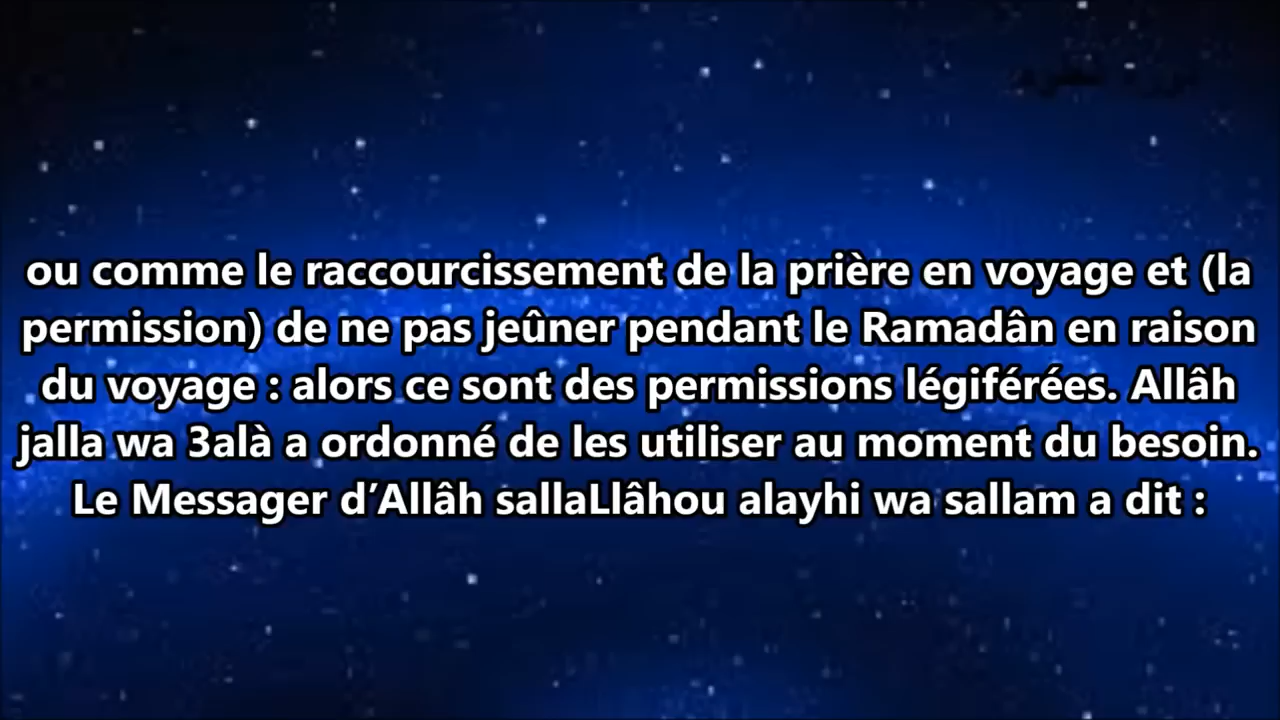 ou comme le raccourcissement de la prière en voyage et (la
permission) de ne pas jeûner pendant le Ramadân en raison
du voyage : alors ce sont des permissions légiférées. Allâh
jalla wa 3alà a ordonné de les utiliser au moment du besoin.
Le Messager d’Allâh sallaLlâhou alayhi wa sallam a dit :